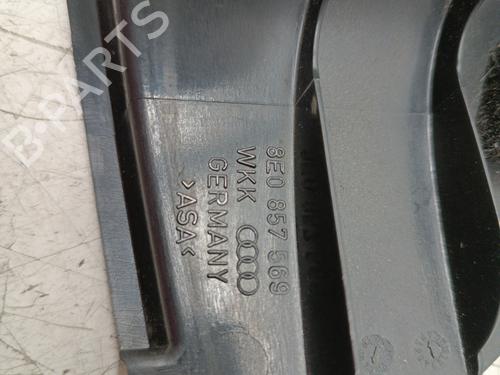 B-PARTS
8E0 857 569
WKK
GERMANY
>ASA<